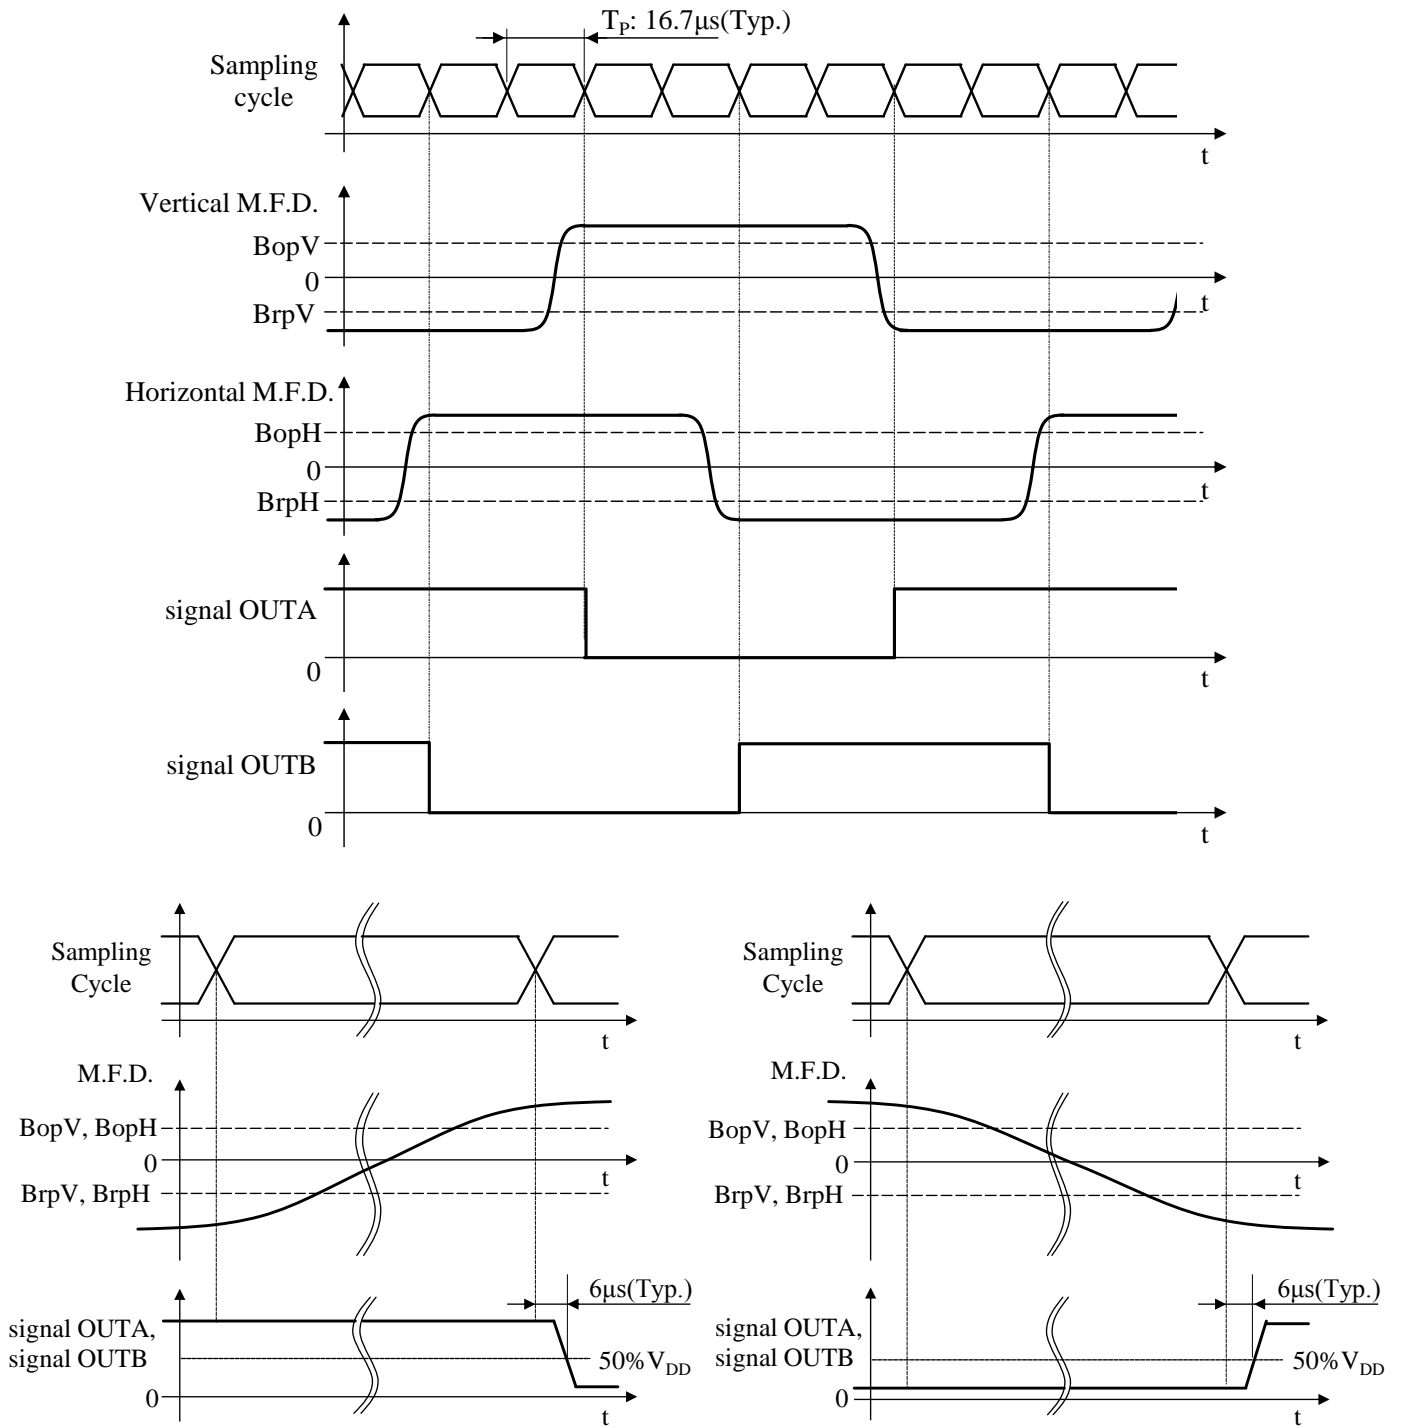 T_P: 16.7μs(Typ.)
Sampling
cycle
t
Vertical M.F.D.
BopV
0
BrpV
t
Horizontal M.F.D.
BopH
0
BrpH
t
signal OUTA
0
t
signal OUTB
0
t
Sampling
Cycle
t
M.F.D.
BopV, BopH
0
BrpV, BrpH
t
6μs(Typ.)
signal OUTA,
signal OUTB
50%V_DD
0
t
Sampling
Cycle
t
M.F.D.
BopV, BopH
0
BrpV, BrpH
t
6μs(Typ.)
signal OUTA,
signal OUTB
50%V_DD
0
t